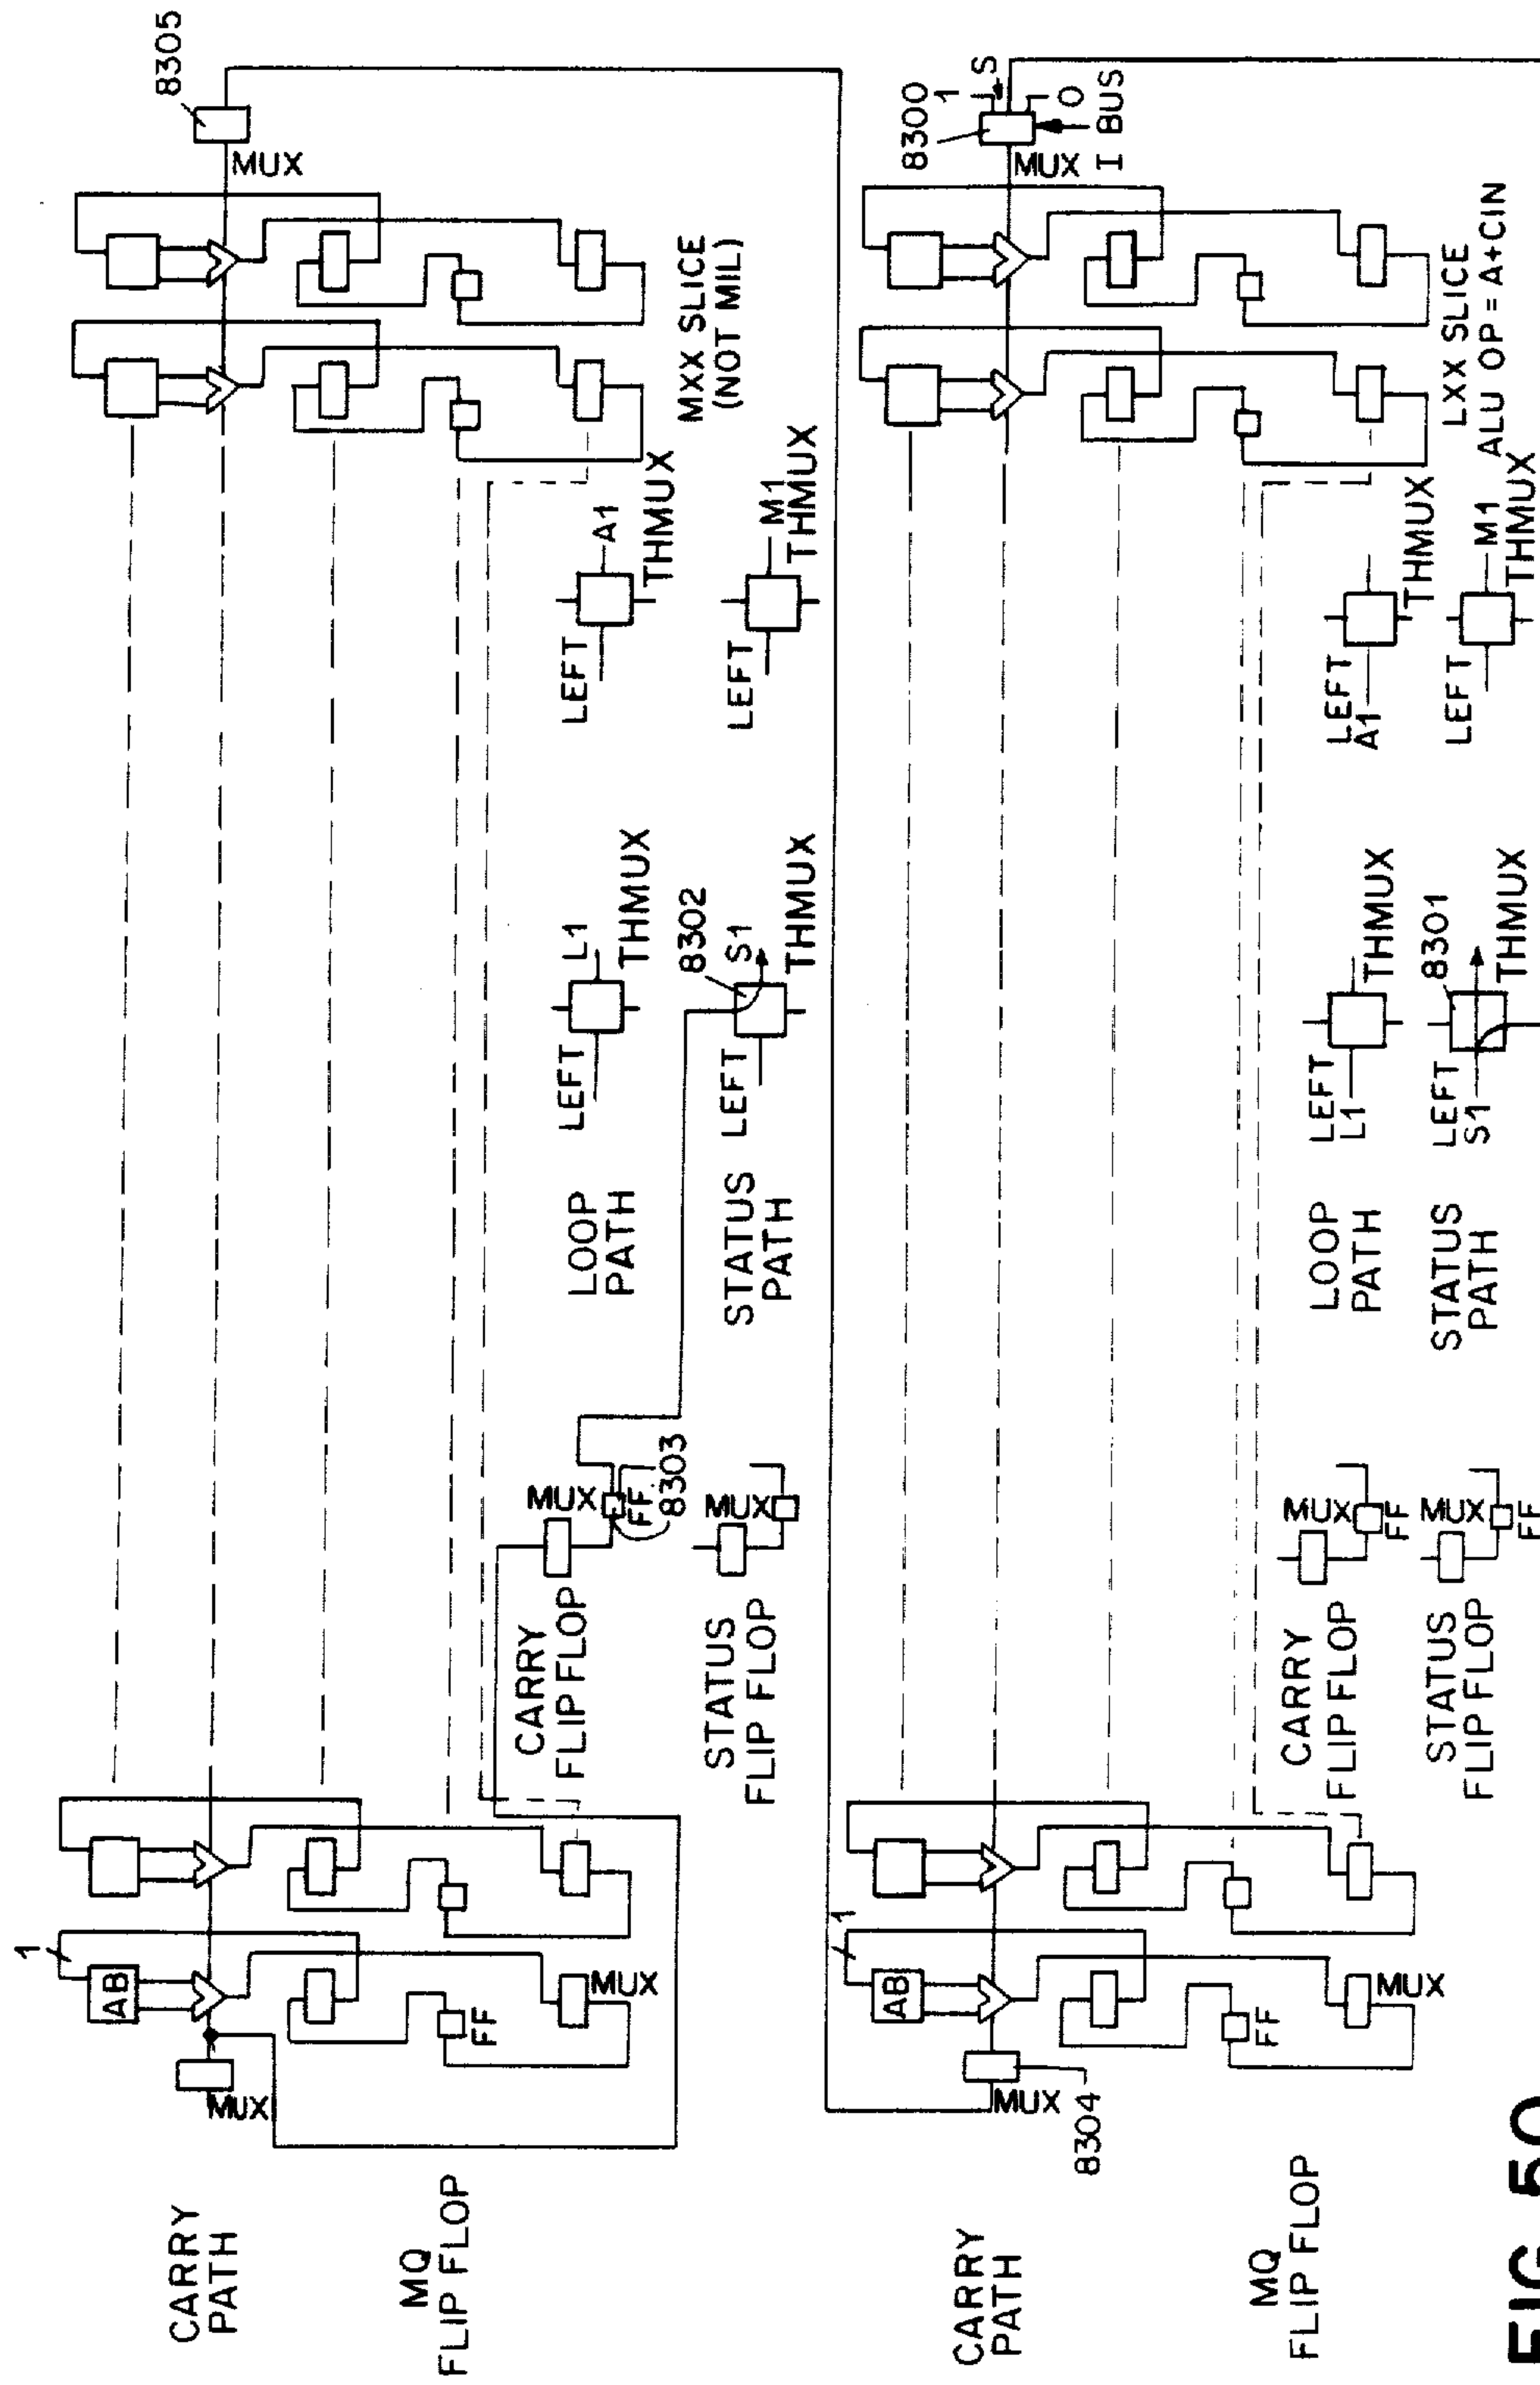 CARRY
PATH
MQ
FLIP FLOP
1
AB
MUX
FF
MUX
CARRY
FLIP FLOP
MUX
FF
8303
STATUS
FLIP FLOP
MUX
LOOP
PATH
LEFT
L1
THMUX
STATUS
PATH
LEFT
8302
S1
THMUX
LEFT
A1
THMUX
LEFT
M1
THMUX
MXX SLICE
(NOT MIL)
MUX
8305
CARRY
PATH
MQ
FLIP FLOP
1
AB
MUX
8304
FF
MUX
CARRY
FLIP FLOP
MUX
FF
STATUS
FLIP FLOP
MUX
FF
LOOP
PATH
LEFT
L1
THMUX
STATUS
PATH
LEFT
S1
8301
THMUX
LEFT
A1
THMUX
LEFT
M1
THMUX
LXX SLICE
ALU OP = A+CIN
8300
1
S
0
MUX
I BUS